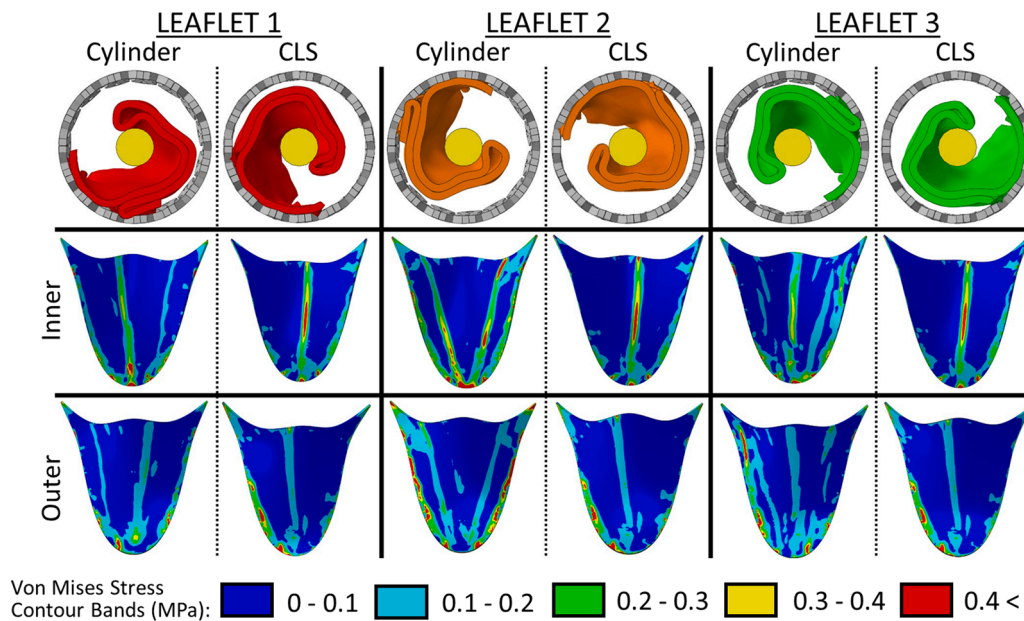 LEAFLET 1 LEAFLET 2 LEAFLET 3
Cylinder CLS Cylinder CLS Cylinder CLS
Inner
Outer
Von Mises Stress
Contour Bands (MPa): 0 - 0.1 0.1 - 0.2 0.2 - 0.3 0.3 - 0.4 0.4 <